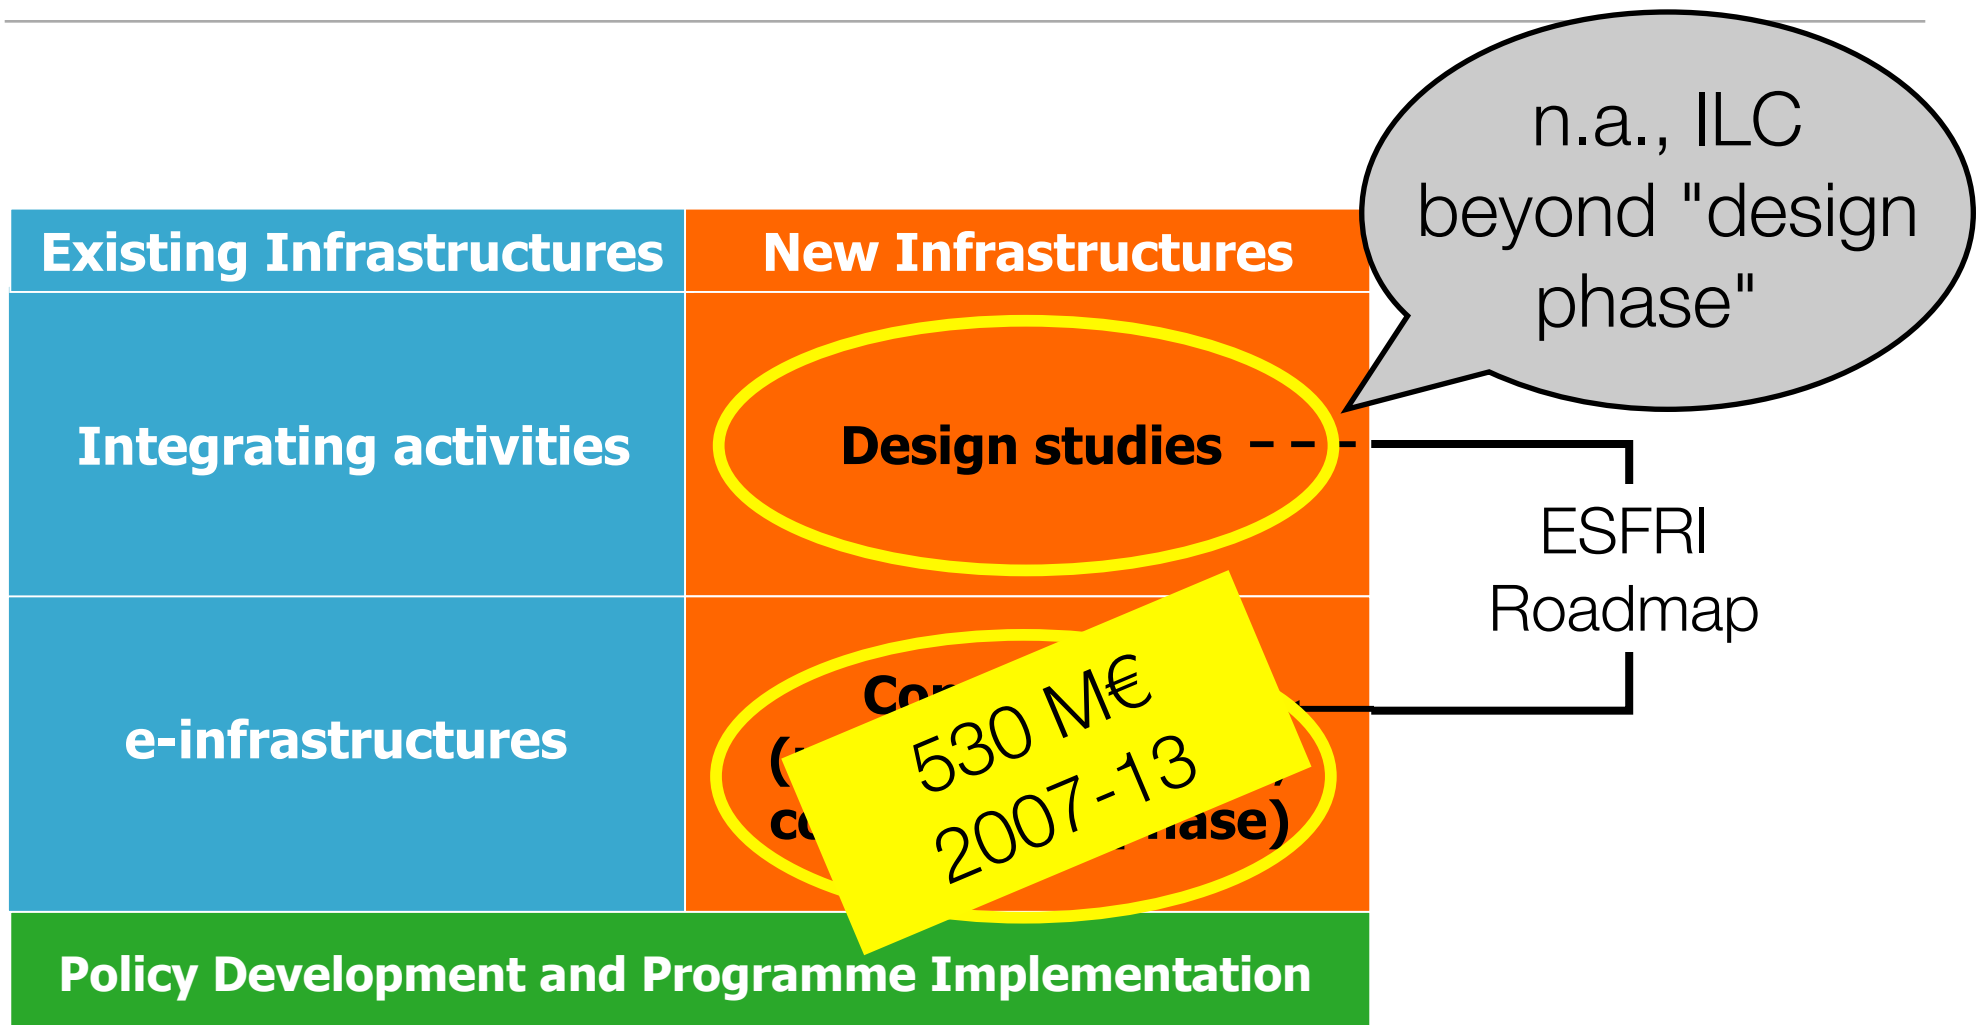 n.a., ILC
beyond "design
phase"
Existing Infrastructures
New Infrastructures
Integrating activities
Design studies
ESFRI
Roadmap
e-infrastructures
530 M€
2007-13
Policy Development and Programme Implementation